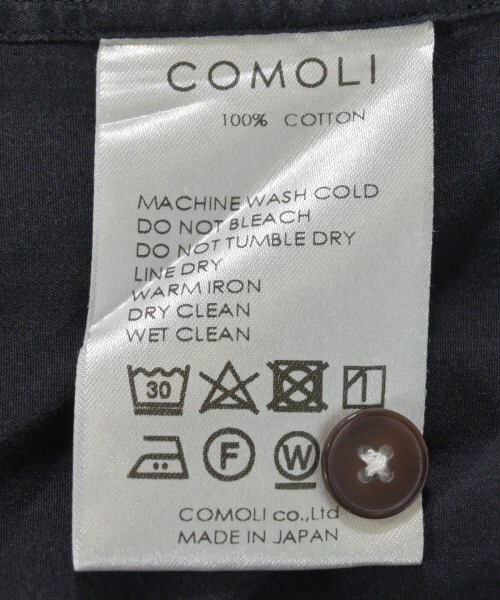 COMOLI
100% COTTON
MACHINE WASH COLD
DO NOT BLEACH
DO NOT TUMBLE DRY
LINE DRY
WARM IRON
DRY CLEAN
WET CLEAN
30
F W
COMOLI co.,Ltd
MADE IN JAPAN